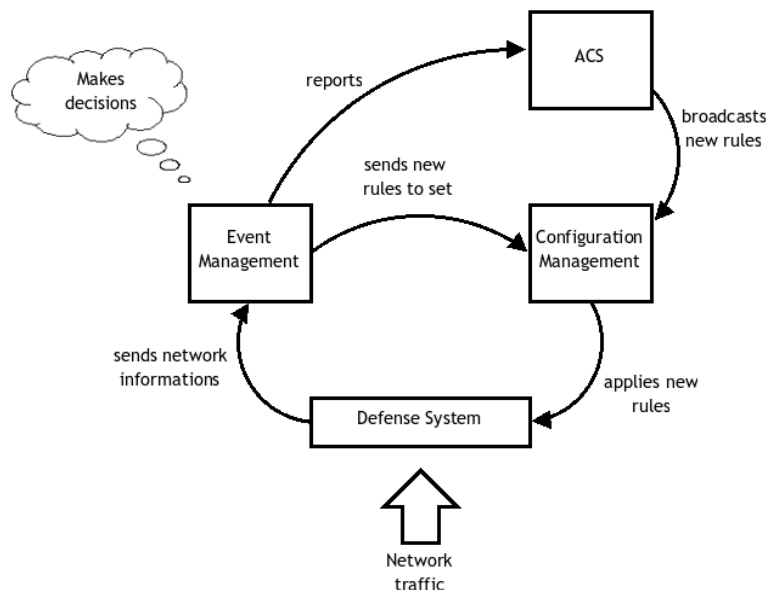 Makes
decisions
reports
ACS
broadcasts
new rules
sends new
rules to set
Event
Management
Configuration
Management
sends network
informations
applies new
rules
Defense System
Network
traffic